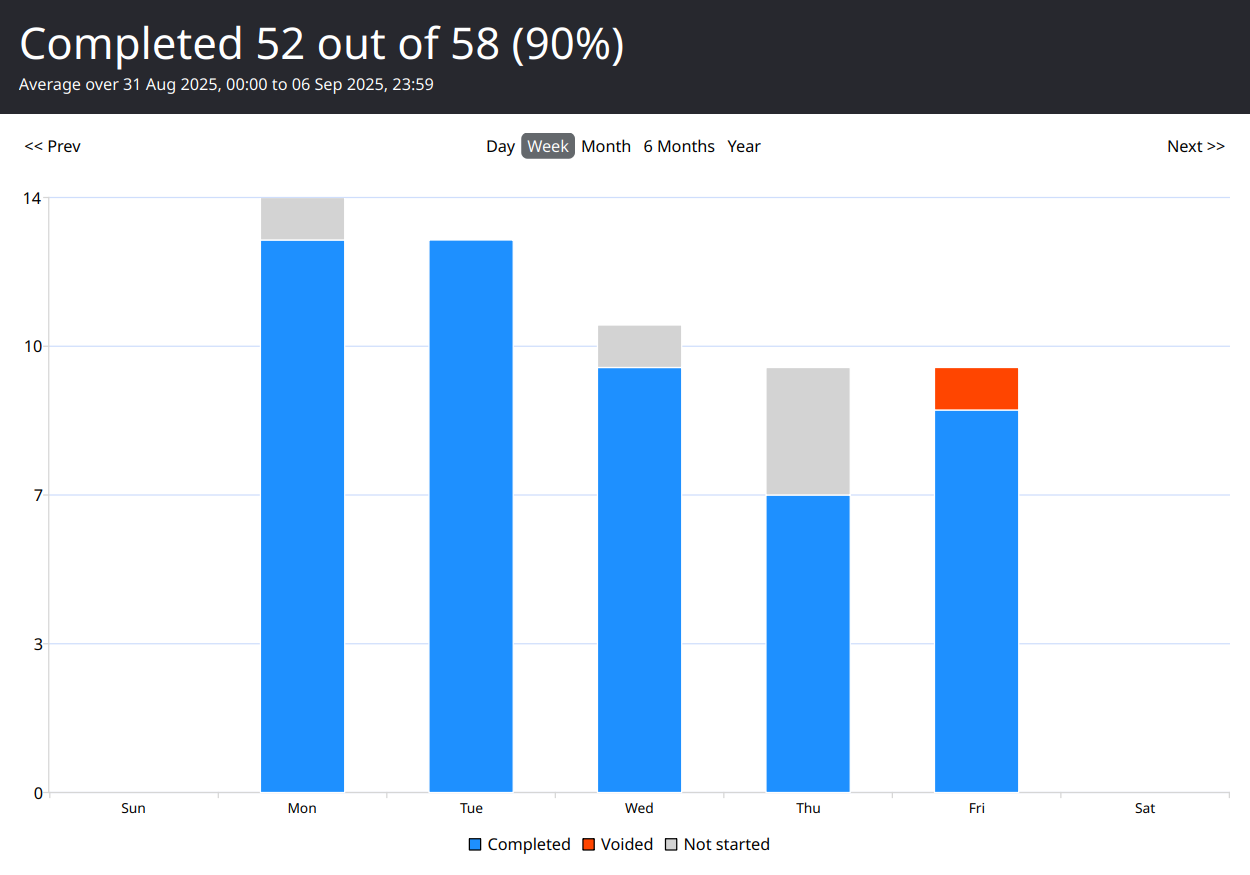 Completed 52 out of 58 (90%)
Average over 31 Aug 2025, 00:00 to 06 Sep 2025, 23:59
<< Prev Day Week Month 6 Months Year Next >>
14
10
7
3
0
Sun Mon Tue Wed Thu Fri Sat
Completed Voided Not started